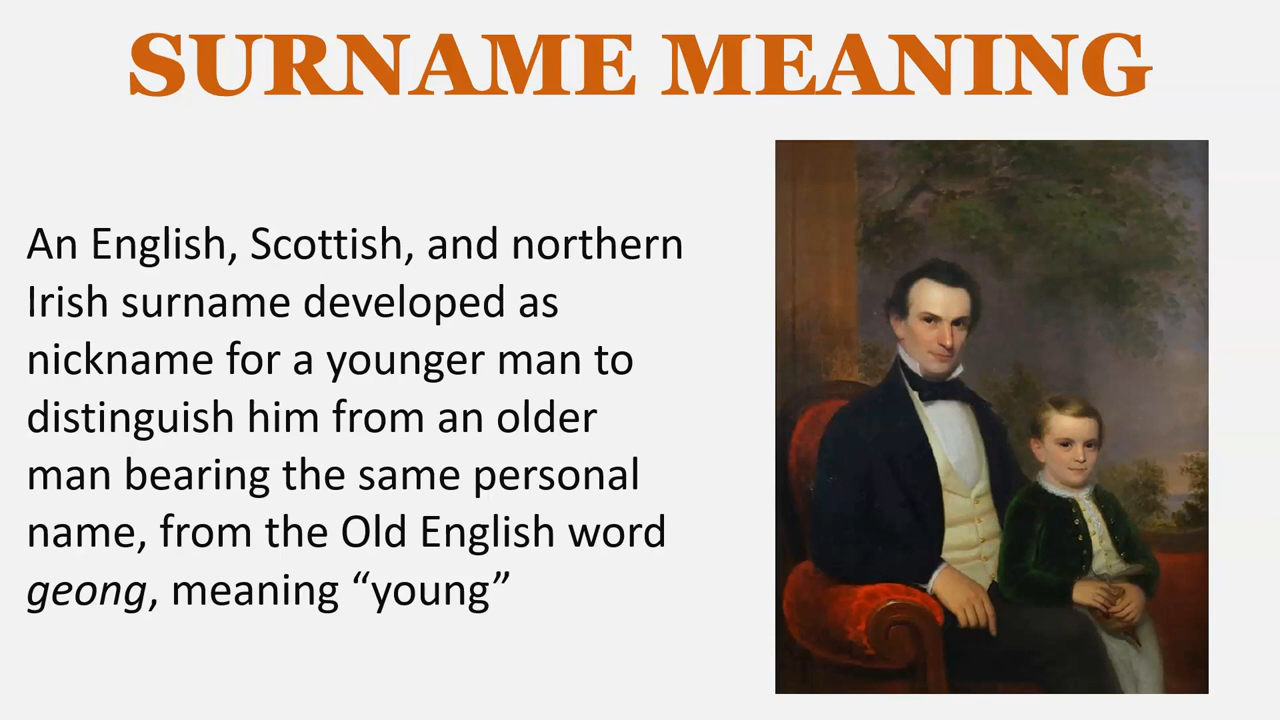 SURNAME MEANING
An English, Scottish, and northern
Irish surname developed as
nickname for a younger man to
distinguish him from an older
man bearing the same personal
name, from the Old English word
geong, meaning “young”